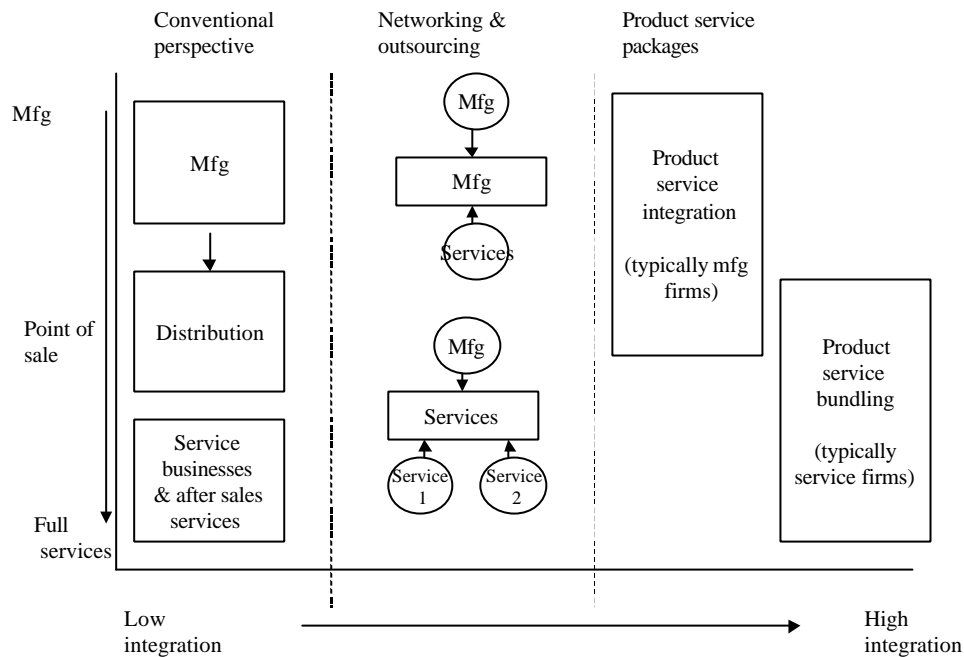 Conventional
perspective
Networking &
outsourcing
Product service
packages
Mfg
Point of
sale
Full
services
Mfg
Distribution
Service
businesses
& after sales
services
Mfg
Mfg
Services
Mfg
Services
Service
1
Service
2
Product
service
integration
(typically mfg
firms)
Product
service
bundling
(typically
service firms)
Low
integration
High
integration